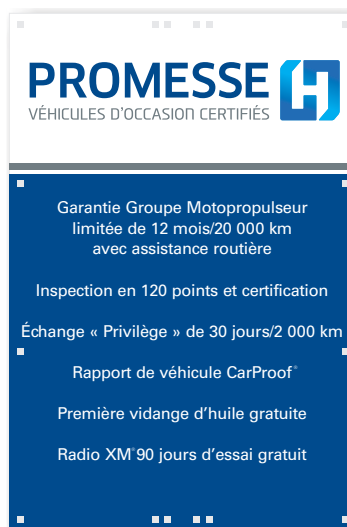 PROMESSE
VÉHICULES D'OCCASION CERTIFIÉS
Garantie Groupe Motopropulseur
limitée de 12 mois/20 000 km
avec assistance routière
Inspection en 120 points et certification
Échange « Privilège » de 30 jours/2 000 km
Rapport de véhicule CarProof®
Première vidange d'huile gratuite
Radio XM® 90 jours d'essai gratuit